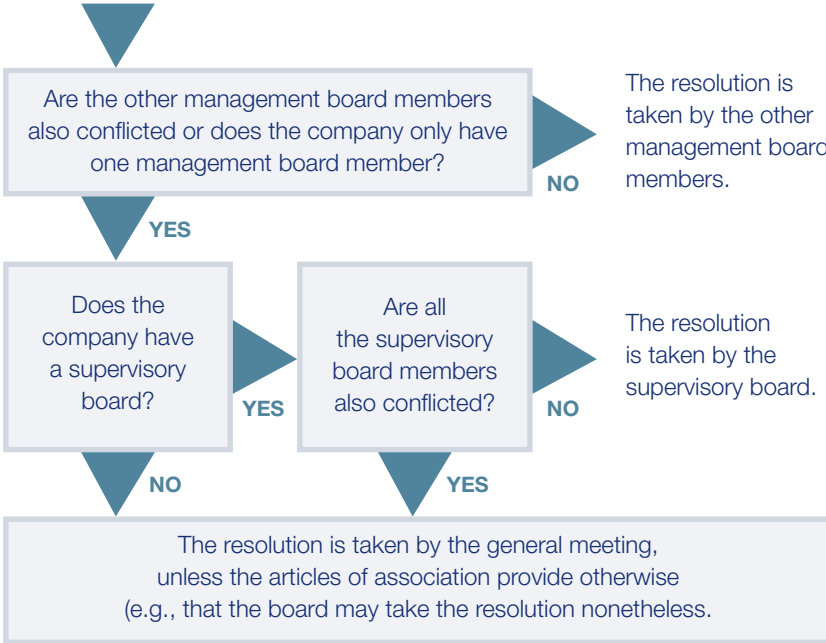 Are the other management board members
also conflicted or does the company only have
one management board member?
NO
The resolution is
taken by the other
management board
members.
YES
Does the
company have
a supervisory
board?
YES
Are all
the supervisory
board members
also conflicted?
NO
The resolution
is taken by the
supervisory board.
NO
YES
The resolution is taken by the general meeting,
unless the articles of association provide otherwise
(e.g., that the board may take the resolution nonetheless.